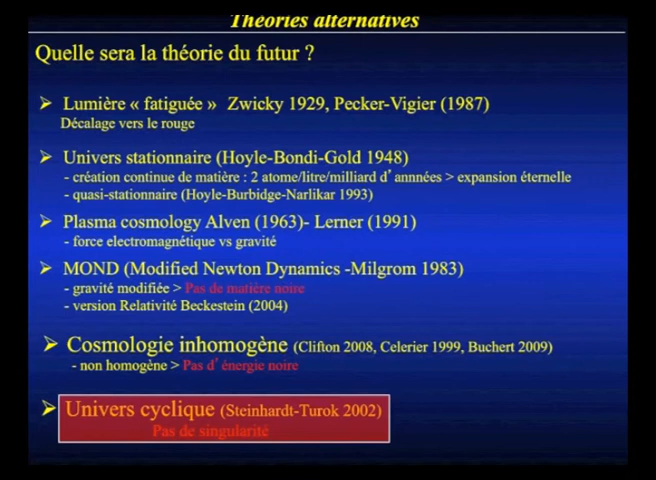 Théories alternatives
Quelle sera la théorie du futur ?
➢ Lumière « fatiguée » Zwicky 1929, Pecker-Vigier (1987)
Décalage vers le rouge
➢ Univers stationnaire (Hoyle-Bondi-Gold 1948)
- création continue de matière : 2 atome/litre/milliard d'annnées > expansion éternelle
- quasi-stationnaire (Hoyle-Burbidge-Narlikar 1993)
➢ Plasma cosmology Alven (1963)- Lerner (1991)
- force electromagnétique vs gravité
➢ MOND (Modified Newton Dynamics -Milgrom 1983)
- gravité modifiée > Pas de matière noire
- version Relativité Beckestein (2004)
➢ Cosmologie inhomogène (Clifton 2008, Celerier 1999, Buchert 2009)
- non homogène > Pas d'énergie noire
➢ Univers cyclique (Steinhardt-Turok 2002)
Pas de singularité